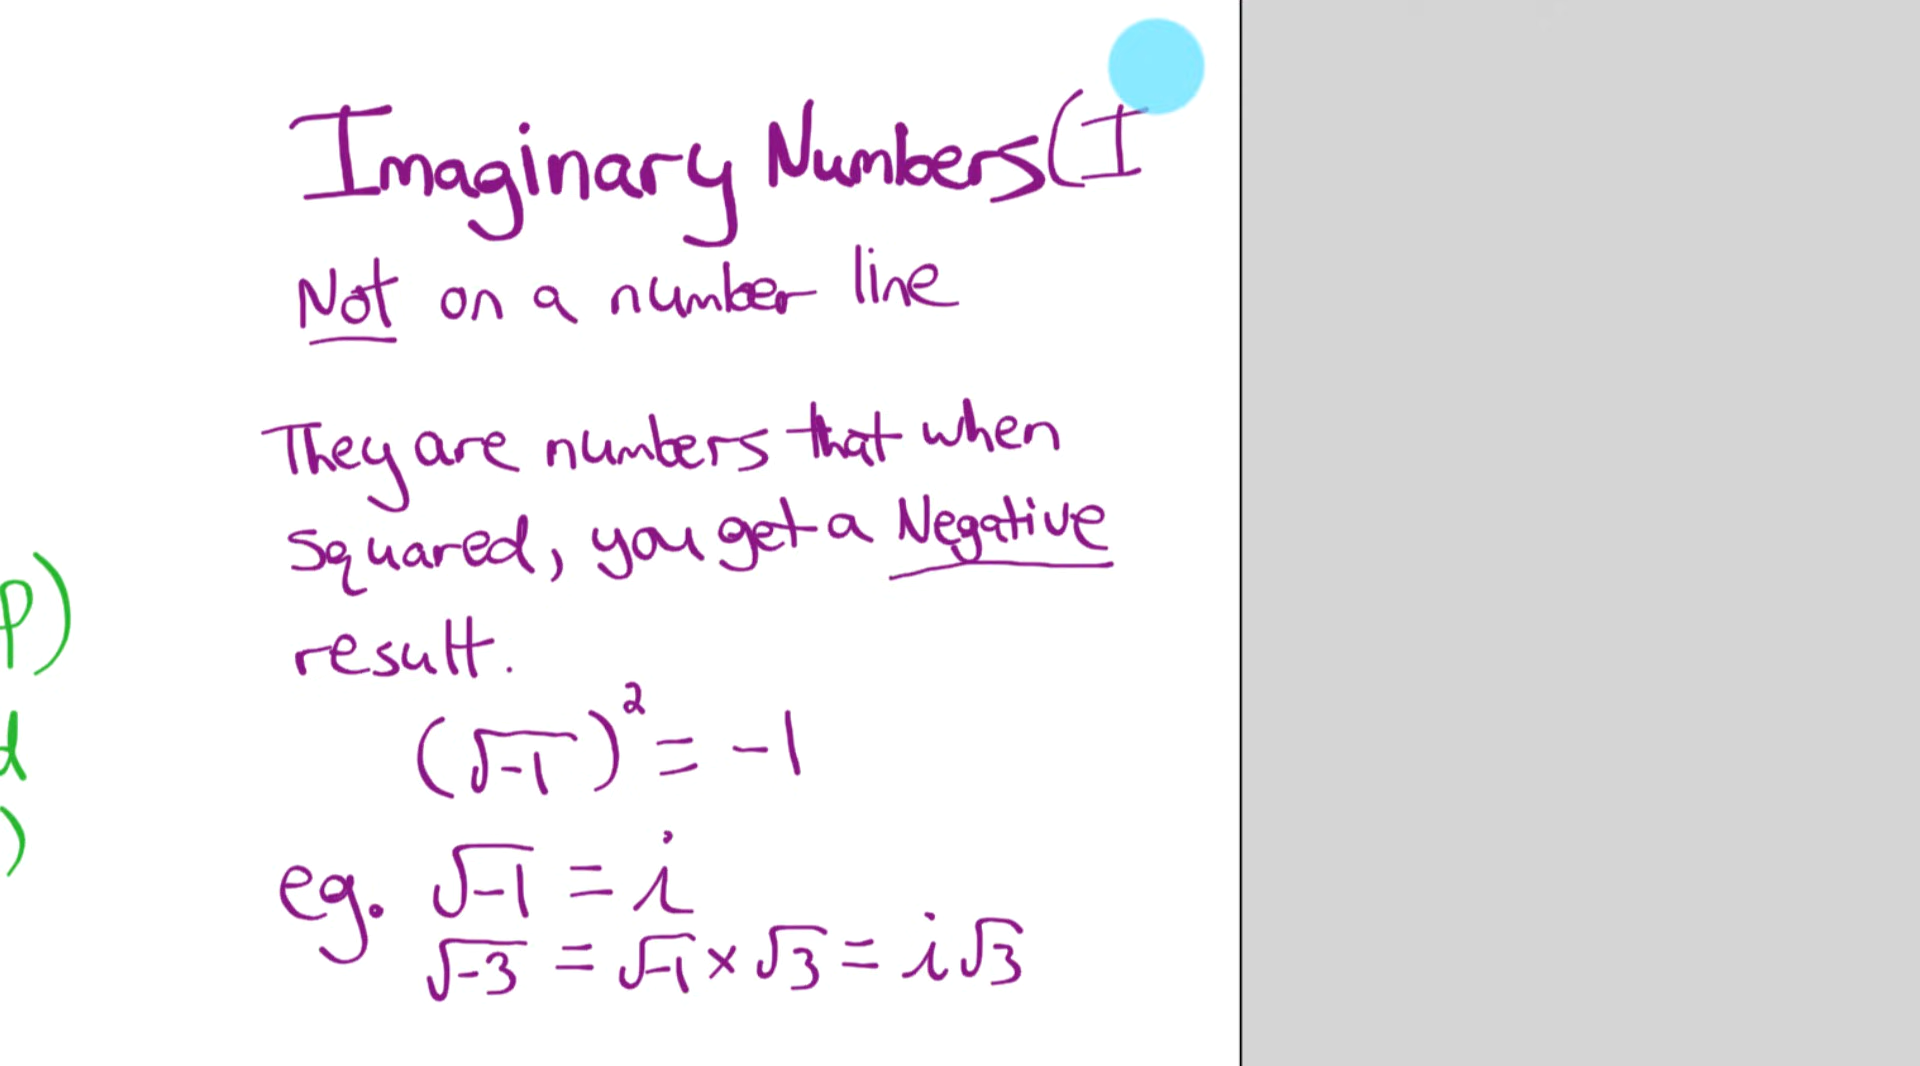 Imaginary Numbers (I
Not on a number line
They are numbers that when
squared, you get a Negative
result.
(√-1)² = -1
eg. √-1 = i
√-3 = √-1 × √3 = i√3
p)
d
)